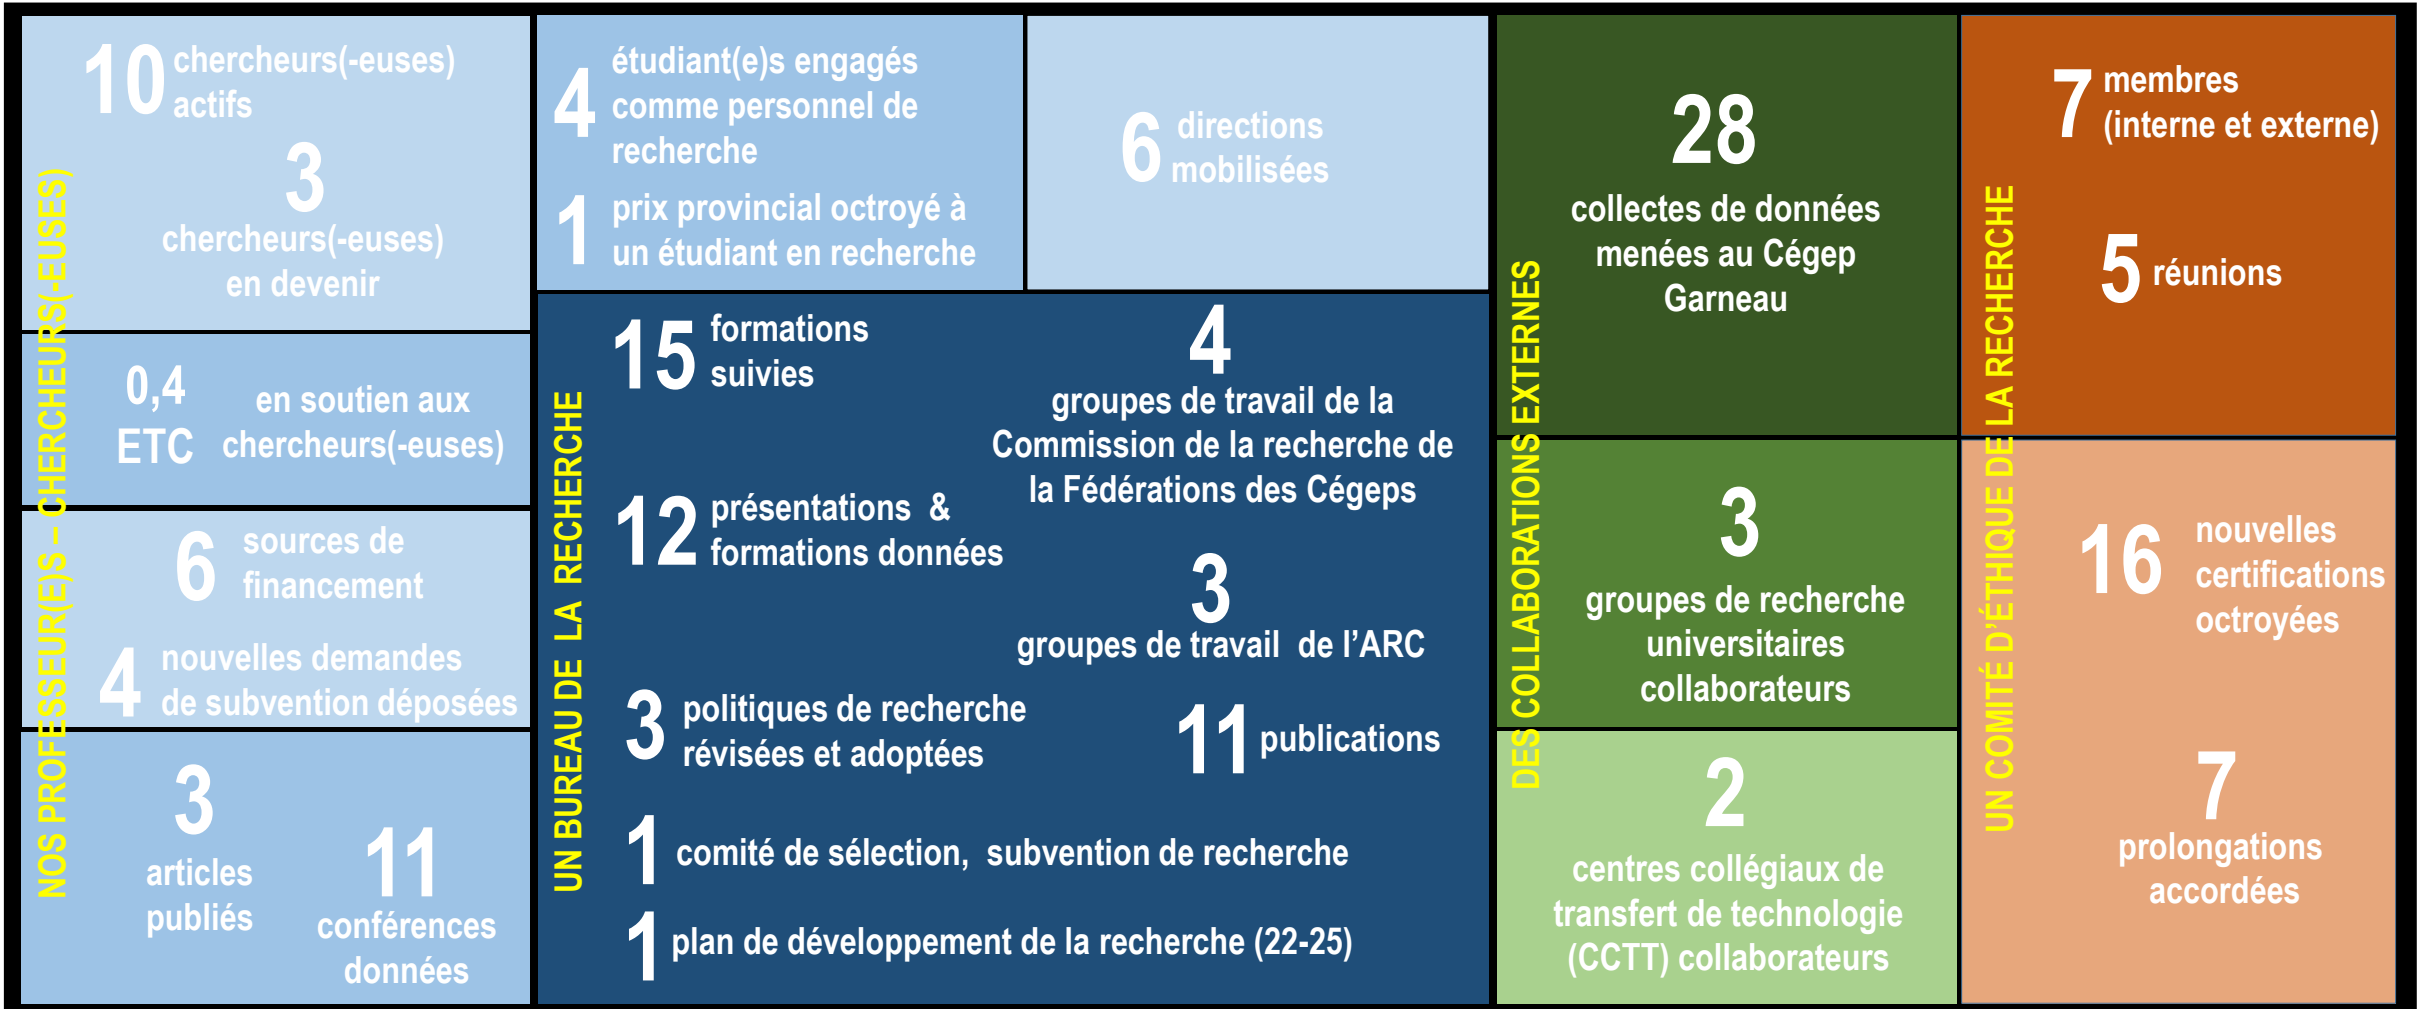 NOS PROFESSEUR(E)S – CHERCHEURS(-EUSES)
10 chercheurs(-euses)
actifs
3
chercheurs(-euses)
en devenir
0,4
ETC
en soutien aux
chercheurs(-euses)
6 sources de
financement
4 nouvelles demandes
de subvention déposées
3
articles
publiés
11
conférences
données
4 étudiant(e)s engagés
comme personnel de
recherche
1 prix provincial octroyé à
un étudiant en recherche
6 directions
mobilisées
UN BUREAU DE LA RECHERCHE
15 formations
suivies
12 présentations &
formations données
3 politiques de recherche
révisées et adoptées
4
groupes de travail de la
Commission de la recherche de
la Fédérations des Cégeps
3
groupes de travail de l’ARC
11 publications
1 comité de sélection, subvention de recherche
1 plan de développement de la recherche (22-25)
DES COLLABORATIONS EXTERNES
28
collectes de données
menées au Cégep
Garneau
3
groupes de recherche
universitaires
collaborateurs
2
centres collégiaux de
transfert de technologie
(CCTT) collaborateurs
UN COMITÉ D’ÉTHIQUE DE LA RECHERCHE
7 membres
(interne et externe)
5 réunions
16 nouvelles
certifications
octroyées
7
prolongations
accordées